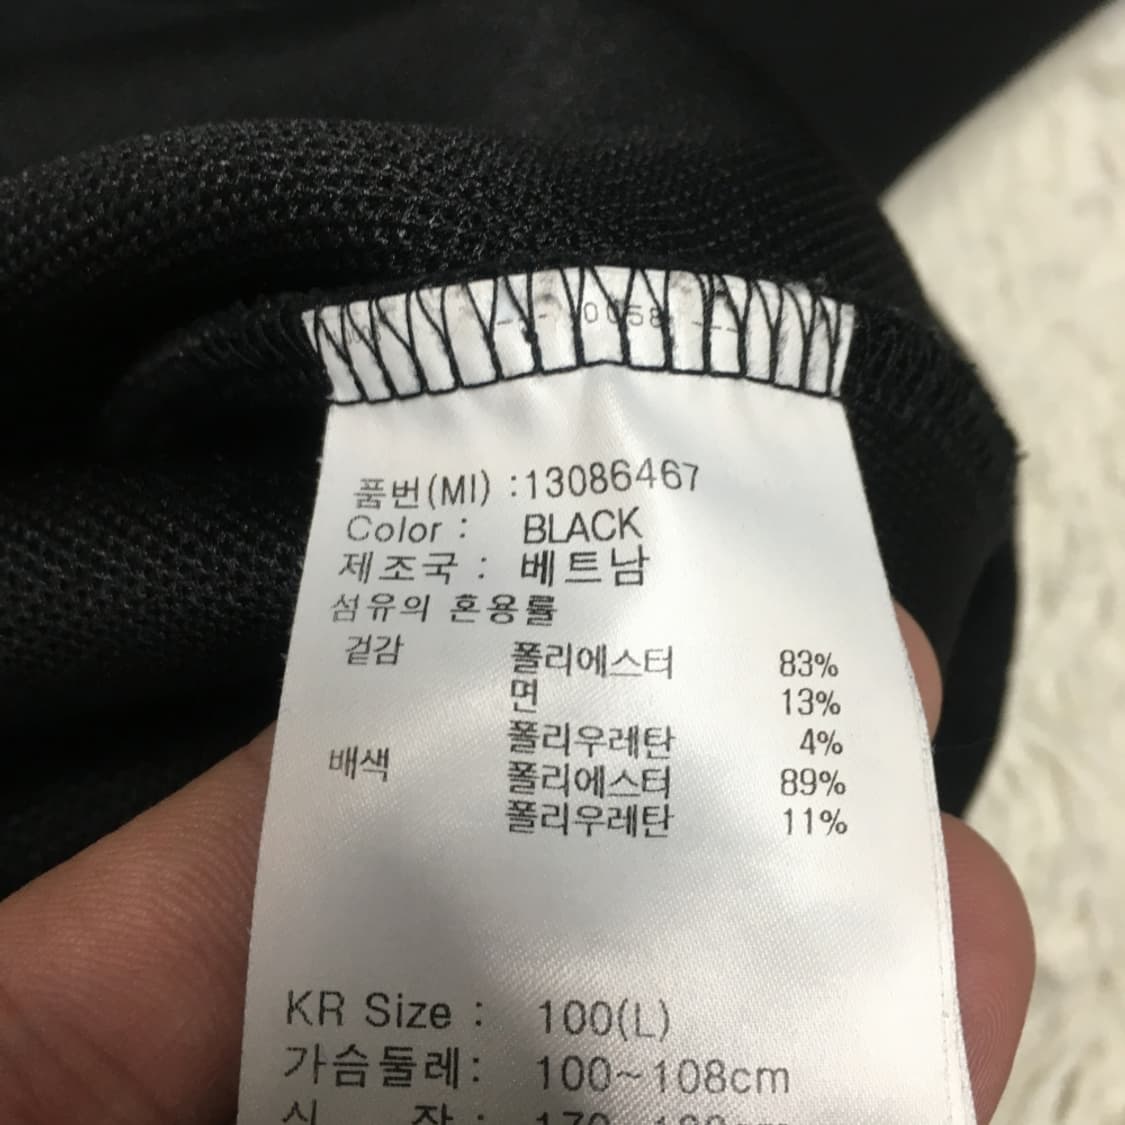 0058
품번(MI) :13086467
Color : BLACK
제조국 : 베트남
섬유의 혼용률
겉감 폴리에스터 83%
면 13%
폴리우레탄 4%
배색 폴리에스터 89%
폴리우레탄 11%
KR Size : 100(L)
가슴둘레: 100~108cm